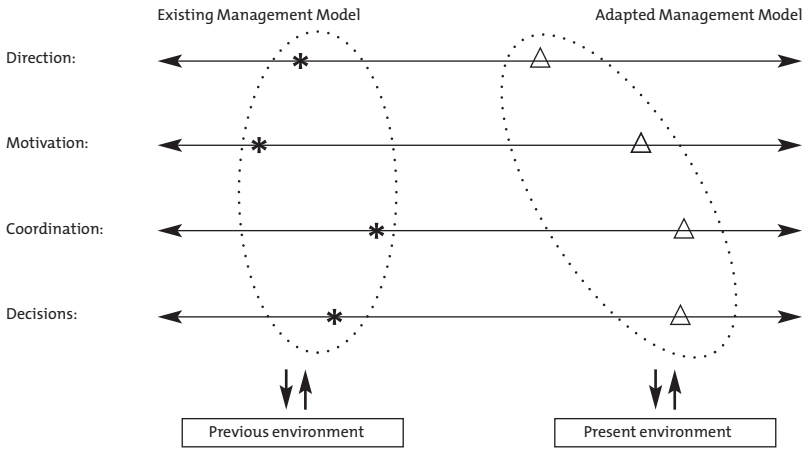 Existing Management Model
Adapted Management Model
Direction:
Motivation:
Coordination:
Decisions:
Previous environment
Present environment